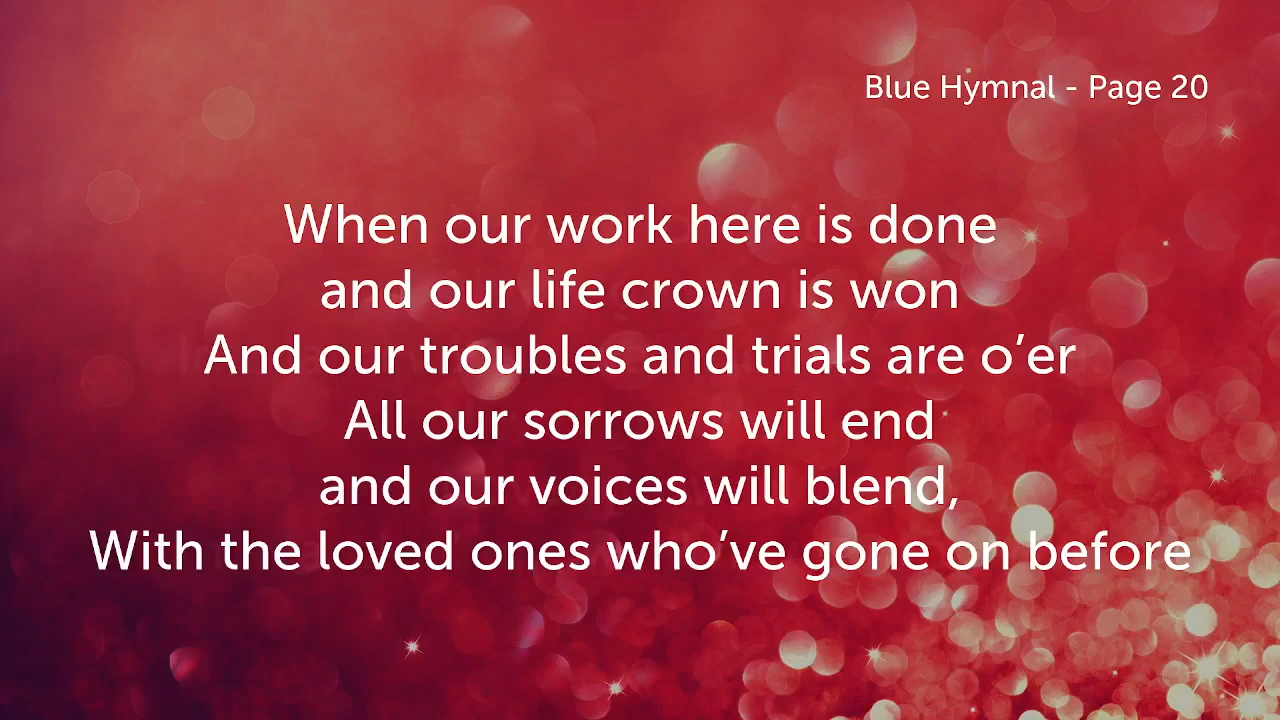 Blue Hymnal - Page 20
When our work here is done
and our life crown is won
And our troubles and trials are o’er
All our sorrows will end
and our voices will blend,
With the loved ones who’ve gone on before